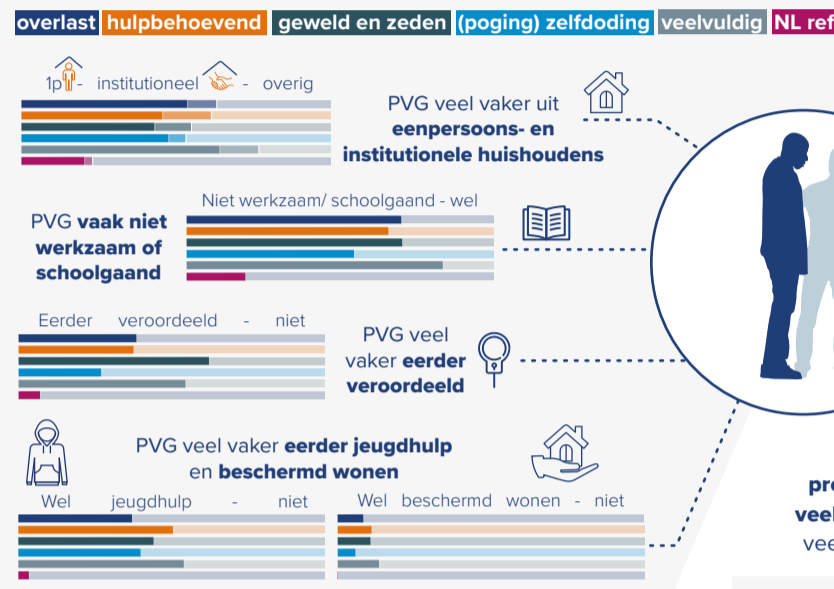 overlast hulpbehoevend geweld en zeden (poging) zelfdoding veelvuldig NL ref
1p - institutioneel - overig
PVG veel vaker uit
eenpersoons- en
institutionele huishoudens
Niet werkzaam/ schoolgaand - wel
PVG vaak niet
werkzaam of
schoolgaand
Eerder veroordeeld - niet
PVG veel
vaker eerder
veroordeeld
PVG veel vaker eerder jeugdhulp
en beschermd wonen
Wel jeugdhulp - niet
Wel beschermd wonen - niet
pr
veel
vee